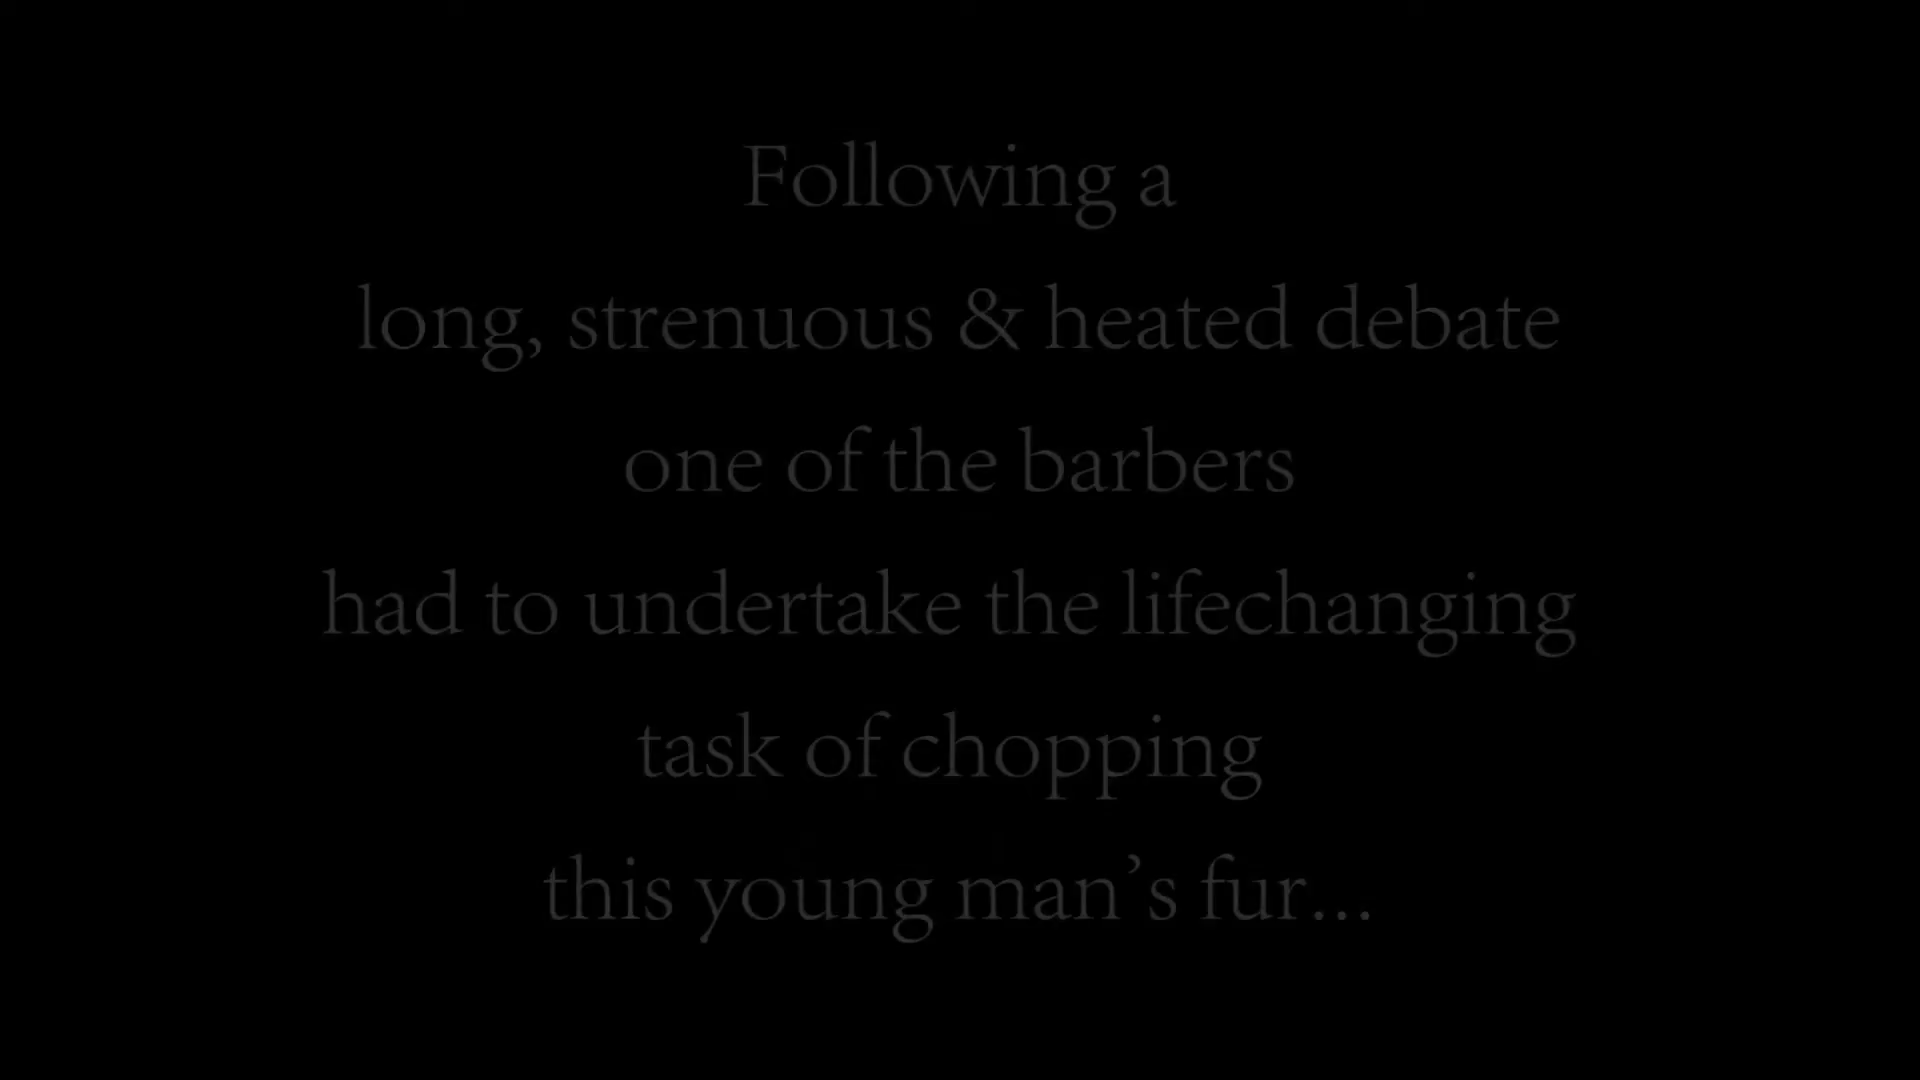 Following a
long, strenuous & heated debate
one of the barbers
had to undertake the lifechanging
task of chopping
this young man’s fur...